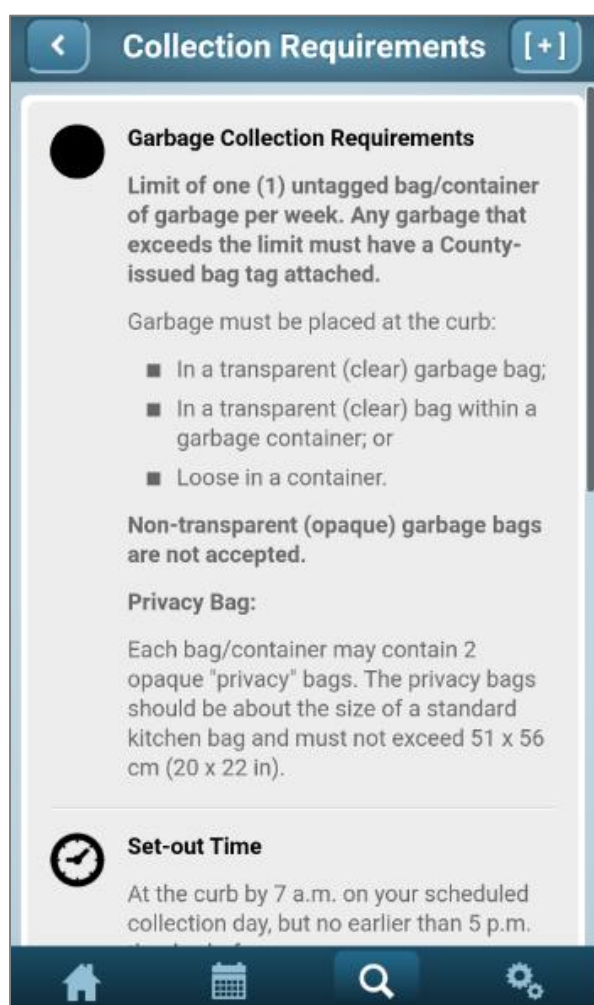 Collection Requirements
[+]
Garbage Collection Requirements
Limit of one (1) untagged bag/container
of garbage per week. Any garbage that
exceeds the limit must have a County-
issued bag tag attached.
Garbage must be placed at the curb:
In a transparent (clear) garbage bag;
In a transparent (clear) bag within a
garbage container; or
Loose in a container.
Non-transparent (opaque) garbage bags
are not accepted.
Privacy Bag:
Each bag/container may contain 2
opaque "privacy" bags. The privacy bags
should be about the size of a standard
kitchen bag and must not exceed 51 x 56
cm (20 x 22 in).
Set-out Time
At the curb by 7 a.m. on your scheduled
collection day, but no earlier than 5 p.m.